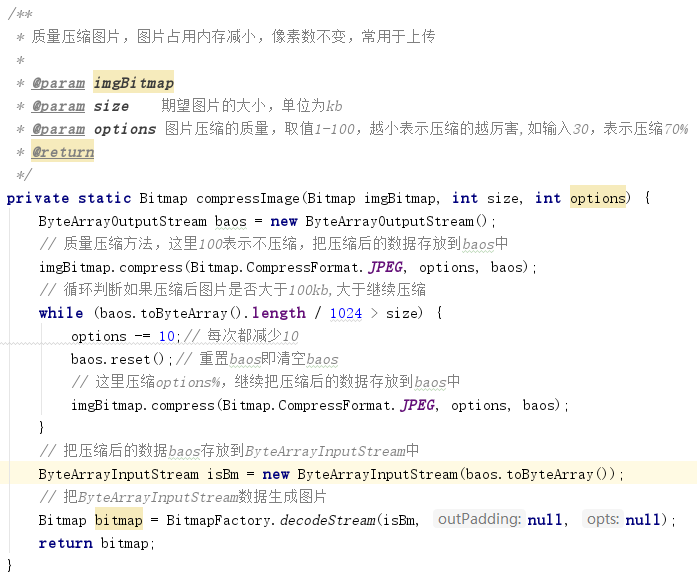 /**
 * 质量压缩图片，图片占用内存减小，像素数不变，常用于上传
 *
 * @param imgBitmap
 * @param size    期望图片的大小，单位为kb
 * @param options 图片压缩的质量，取值1-100，越小表示压缩的越厉害,如输入30，表示压缩70%
 * @return
 */
private static Bitmap compressImage(Bitmap imgBitmap, int size, int options) {
    ByteArrayOutputStream baos = new ByteArrayOutputStream();
    // 质量压缩方法，这里100表示不压缩，把压缩后的数据存放到baos中
    imgBitmap.compress(Bitmap.CompressFormat.JPEG, options, baos);
    // 循环判断如果压缩后图片是否大于100kb,大于继续压缩
    while (baos.toByteArray().length / 1024 > size) {
        options -= 10;// 每次都减少10
        baos.reset();// 重置baos即清空baos
        // 这里压缩options%，继续把压缩后的数据存放到baos中
        imgBitmap.compress(Bitmap.CompressFormat.JPEG, options, baos);
    }
    // 把压缩后的数据baos存放到ByteArrayInputStream中
    ByteArrayInputStream isBm = new ByteArrayInputStream(baos.toByteArray());
    // 把ByteArrayInputStream数据生成图片
    Bitmap bitmap = BitmapFactory.decodeStream(isBm, outPadding: null, opts: null);
    return bitmap;
}